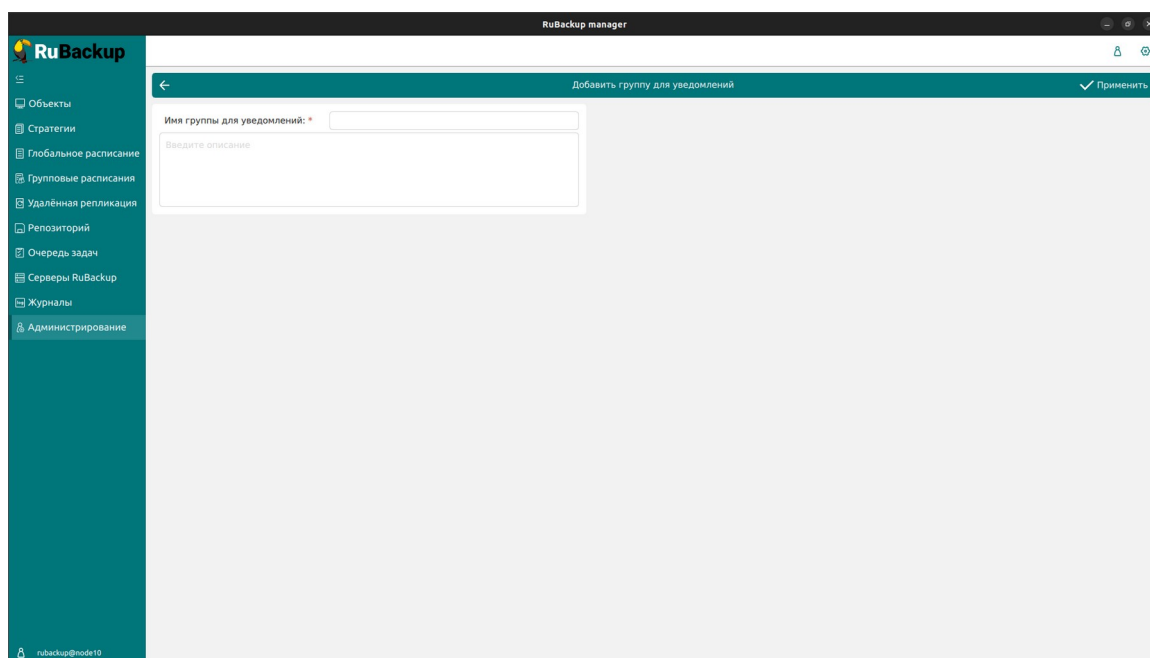 RuBackup manager
RuBackup
Добавить группу для уведомлений
Применить
Объекты
Стратегии
Глобальное расписание
Групповые расписания
Удалённая репликация
Репозиторий
Очередь задач
Серверы RuBackup
Журналы
Администрирование
Имя группы для уведомлений: *
Введите описание
rubackup@node10